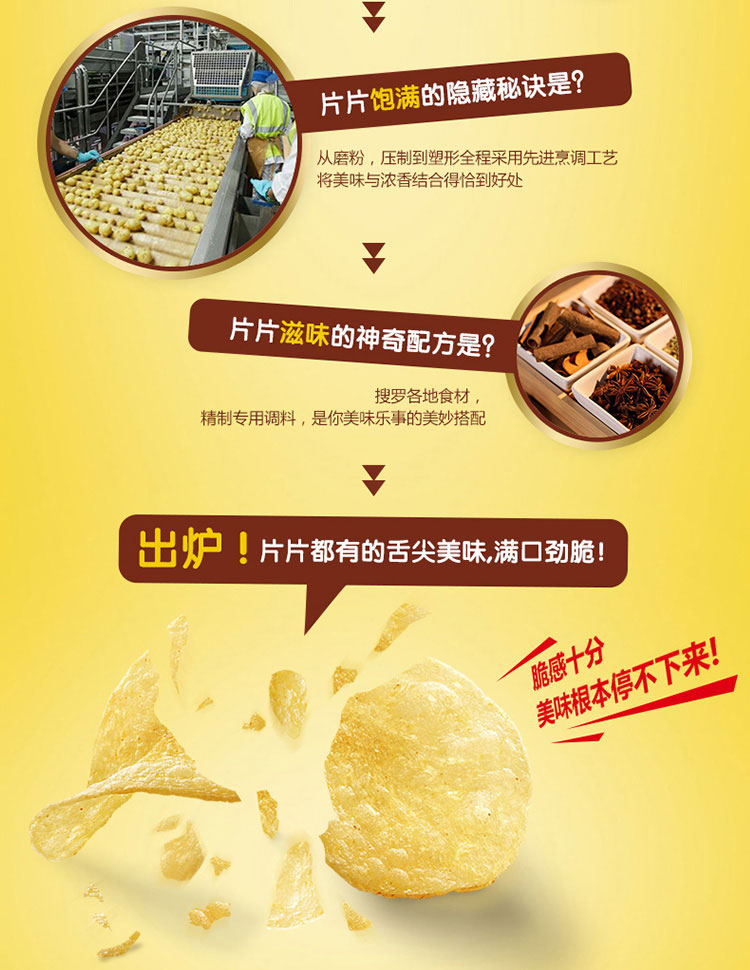 片片饱满的隐藏秘诀是?
从磨粉，压制到塑形全程采用先进烹调工艺
将美味与浓香结合得恰到好处
片片滋味的神奇配方是?
搜罗各地食材，
精制专用调料，是你美味乐事的美妙搭配
出炉！片片都有的舌尖美味,满口劲脆!
脆感十分
美味根本停不下来!